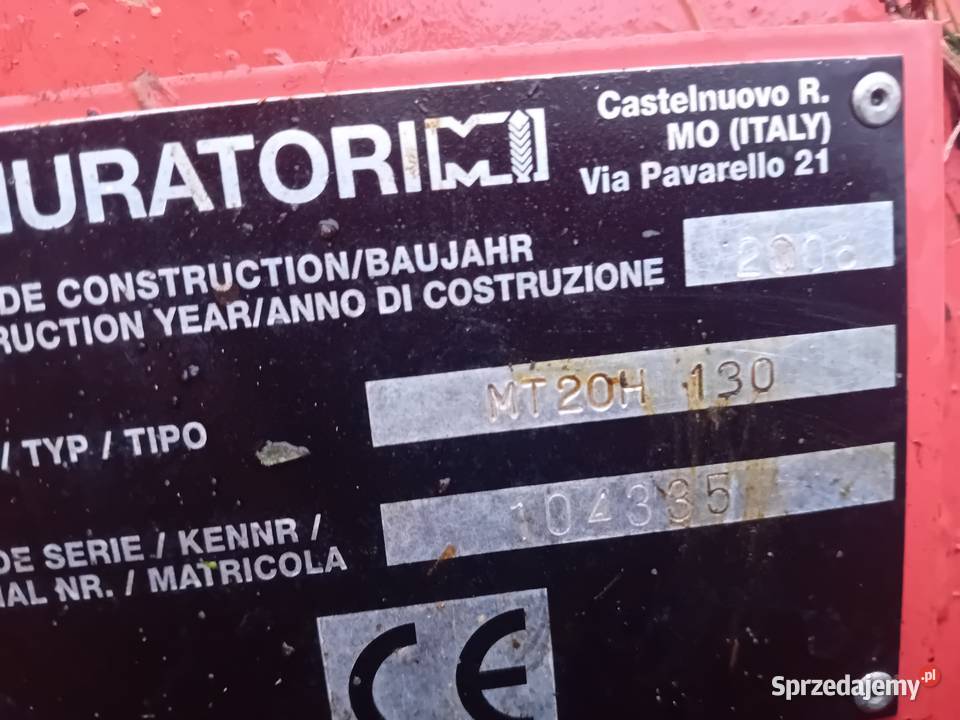 MURATORI
Castelnuovo R.
MO (ITALY)
Via Pavarello 21
DE CONSTRUCTION/BAUJAHR
RUCTION YEAR/ANNO DI COSTRUZIONE
/ TYP / TIPO
MT20H 130
DE SERIE / KENNR /
IAL NR. / MATRICOLA
104335
CE
Sprzedajemy.pl